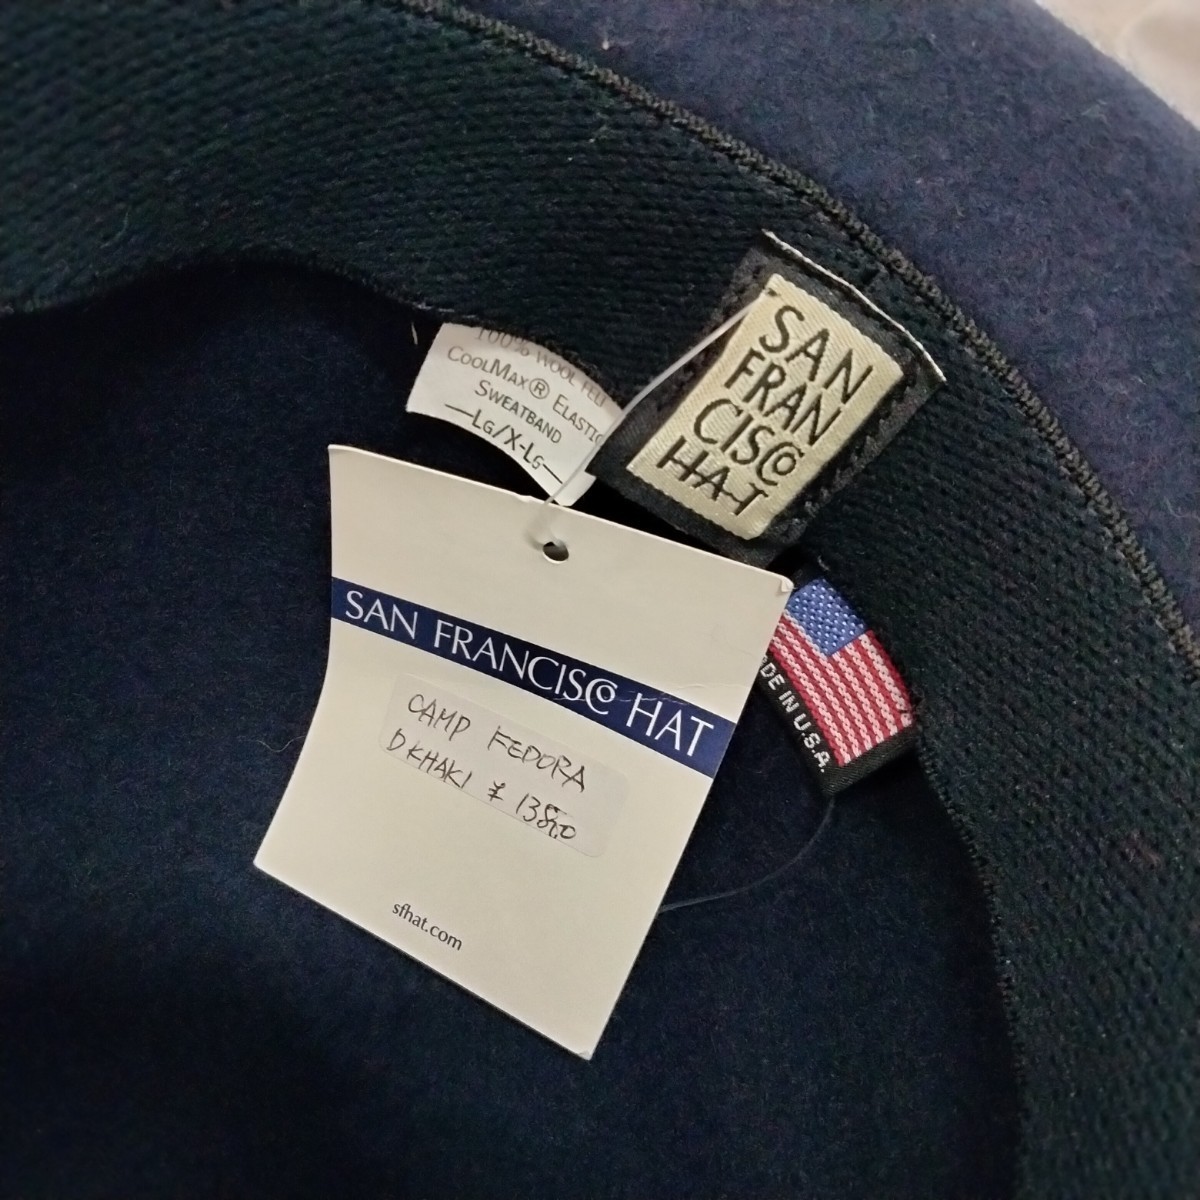 100% WOOL FELT
COOLMAX® ELASTIC
SWEATBAND
—LG/X-LG—
SAN
FRAN
CISCO
HAT
SAN FRANCISCO HAT
CAMP FEDORA
D KHAKI ¥
sfhat.com
MADE IN U.S.A.